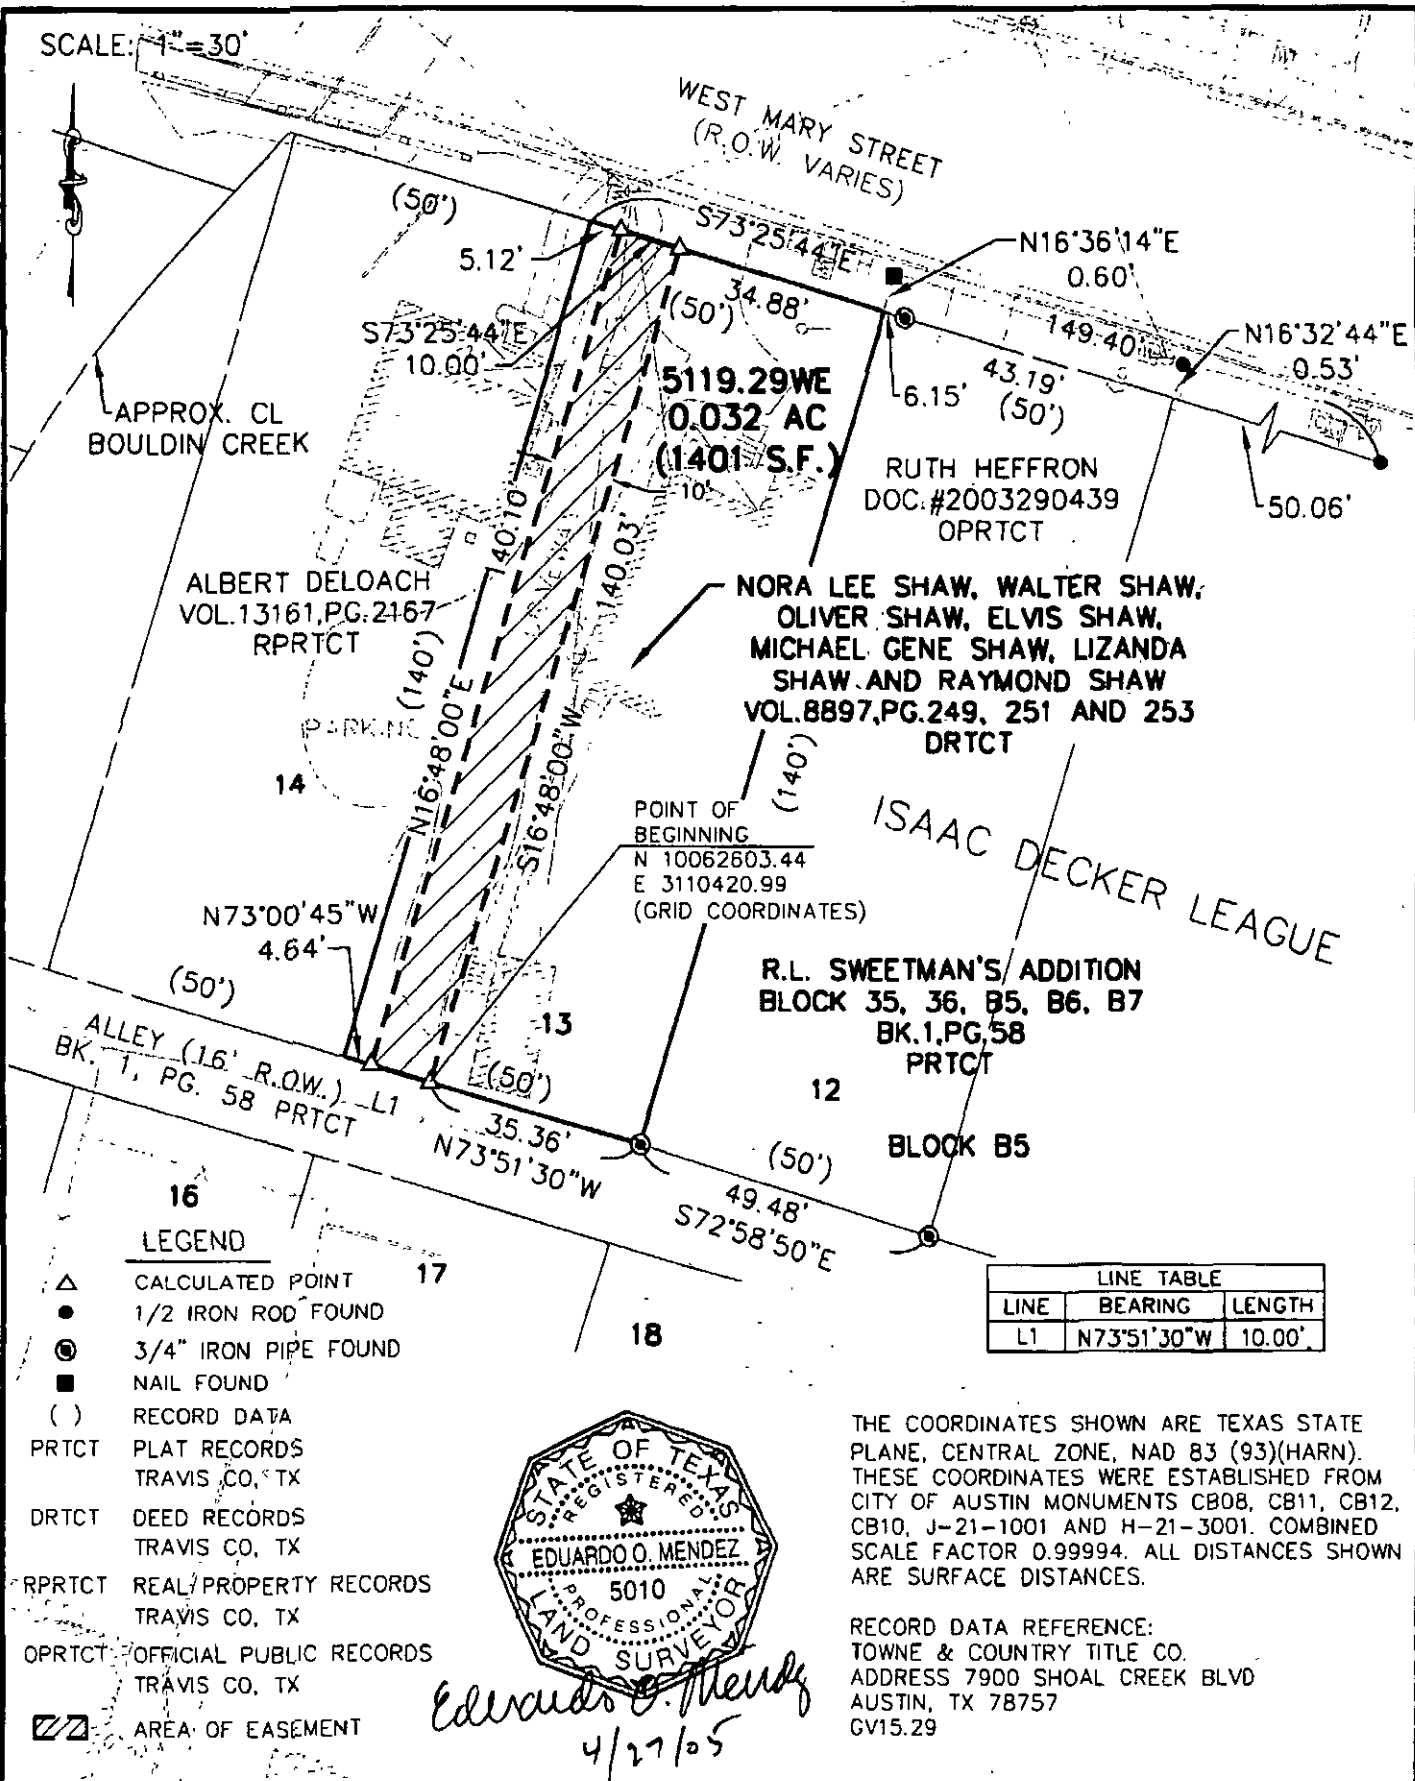 SCALE: 1"=30'
WEST MARY STREET
(R.O.W. VARIES)
(50')
S73°25'44"E
5.12'
N16°36'14"E
0.60'
34.88'
(50')
S73°25'44"E
10.00'
149.40'
N16°32'44"E
0.53'
43.19'
(50')
6.15'
5119.29WE
0.032 AC
(1401 S.F.)
10'
APPROX. CL
BOULDIN CREEK
RUTH HEFFRON
DOC.#2003290439
OPRTCT
50.06'
140.10'
140.03'
ALBERT DELOACH
VOL.13161,PG.2167
RPRTCT
NORA LEE SHAW, WALTER SHAW,
OLIVER SHAW, ELVIS SHAW,
MICHAEL GENE SHAW, LIZANDA
SHAW AND RAYMOND SHAW
VOL.8897,PG.249, 251 AND 253
DRTCT
(140')
N16°48'00"E
S16°48'00"W
(140')
PARKING
14
POINT OF
BEGINNING
N 10062603.44
E 3110420.99
(GRID COORDINATES)
ISAAC DECKER LEAGUE
N73°00'45"W
4.64'
(50')
R.L. SWEETMAN'S ADDITION
BLOCK 35, 36, B5, B6, B7
BK.1,PG.58
PRTCT
13
12
BLOCK B5
ALLEY (16' R.O.W.)
BK. 1, PG. 58 PRTCT
L1
(50')
35.36'
N73°51'30"W
(50')
49.48'
S72°58'50"E
16
17
18
LEGEND
CALCULATED POINT
1/2 IRON ROD FOUND
3/4" IRON PIPE FOUND
NAIL FOUND
( ) RECORD DATA
PRTCT PLAT RECORDS
TRAVIS CO, TX
DRTCT DEED RECORDS
TRAVIS CO, TX
RPRTCT REAL PROPERTY RECORDS
TRAVIS CO, TX
OPRTCT OFFICIAL PUBLIC RECORDS
TRAVIS CO, TX
AREA OF EASEMENT
LINE TABLE
LINE BEARING LENGTH
L1 N73°51'30"W 10.00'
STATE OF TEXAS
REGISTERED
EDUARDO O. MENDEZ
5010
PROFESSIONAL
LAND SURVEYOR
Eduardo O. Mendez
4/27/05
THE COORDINATES SHOWN ARE TEXAS STATE
PLANE, CENTRAL ZONE, NAD 83 (93)(HARN).
THESE COORDINATES WERE ESTABLISHED FROM
CITY OF AUSTIN MONUMENTS CB08, CB11, CB12,
CB10, J-21-1001 AND H-21-3001. COMBINED
SCALE FACTOR 0.99994. ALL DISTANCES SHOWN
ARE SURFACE DISTANCES.
RECORD DATA REFERENCE:
TOWNE & COUNTRY TITLE CO.
ADDRESS 7900 SHOAL CREEK BLVD
AUSTIN, TX 78757
GV15.29